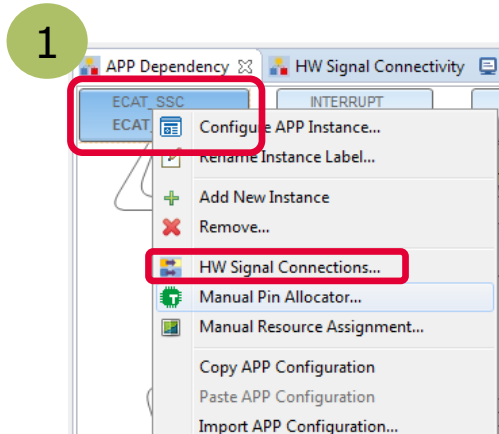 1
APP Dependency HW Signal Connectivity
ECAT_SSC INTERRUPT
ECAT_
Configure APP Instance...
Rename Instance Label...
Add New Instance
Remove...
HW Signal Connections...
Manual Pin Allocator...
Manual Resource Assignment...
Copy APP Configuration
Paste APP Configuration
Import APP Configuration...